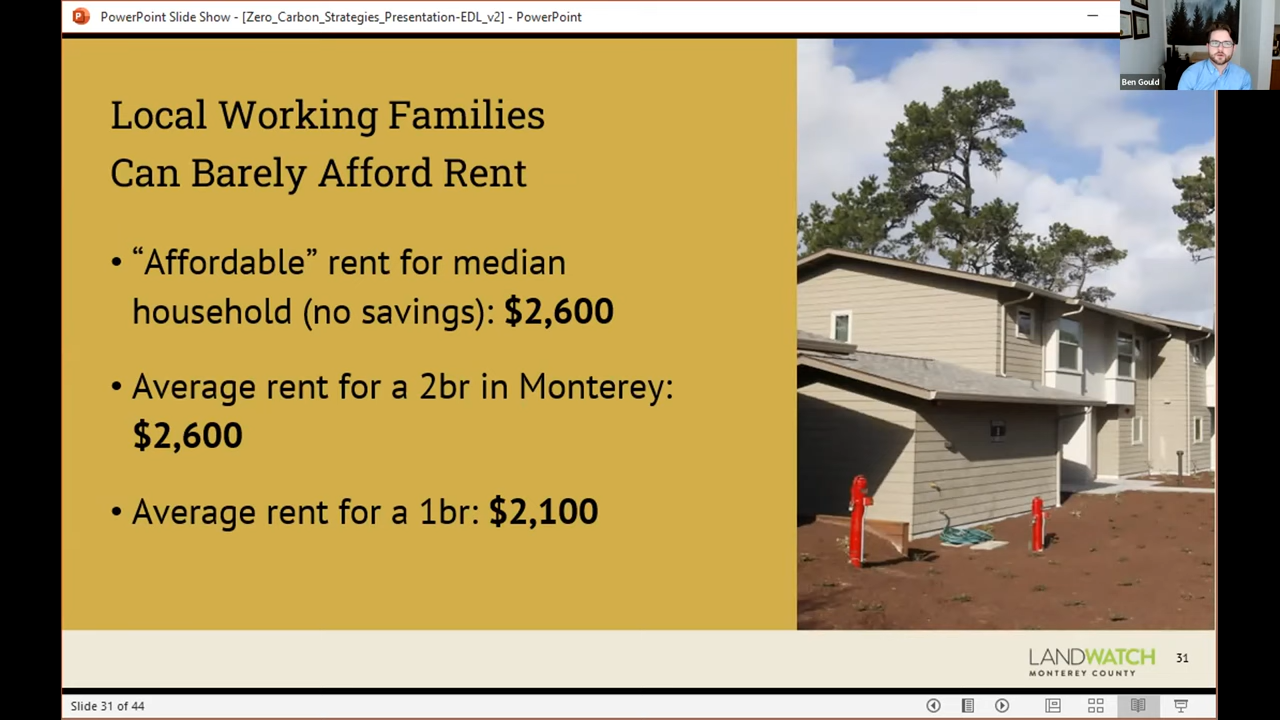 PowerPoint Slide Show - [Zero_Carbon_Strategies_Presentation-EDL_v2] - PowerPoint
Ben Gould
Local Working Families
Can Barely Afford Rent
• “Affordable” rent for median
household (no savings): $2,600
• Average rent for a 2br in Monterey:
$2,600
• Average rent for a 1br: $2,100
LANDWATCH
MONTEREY COUNTY
31
Slide 31 of 44